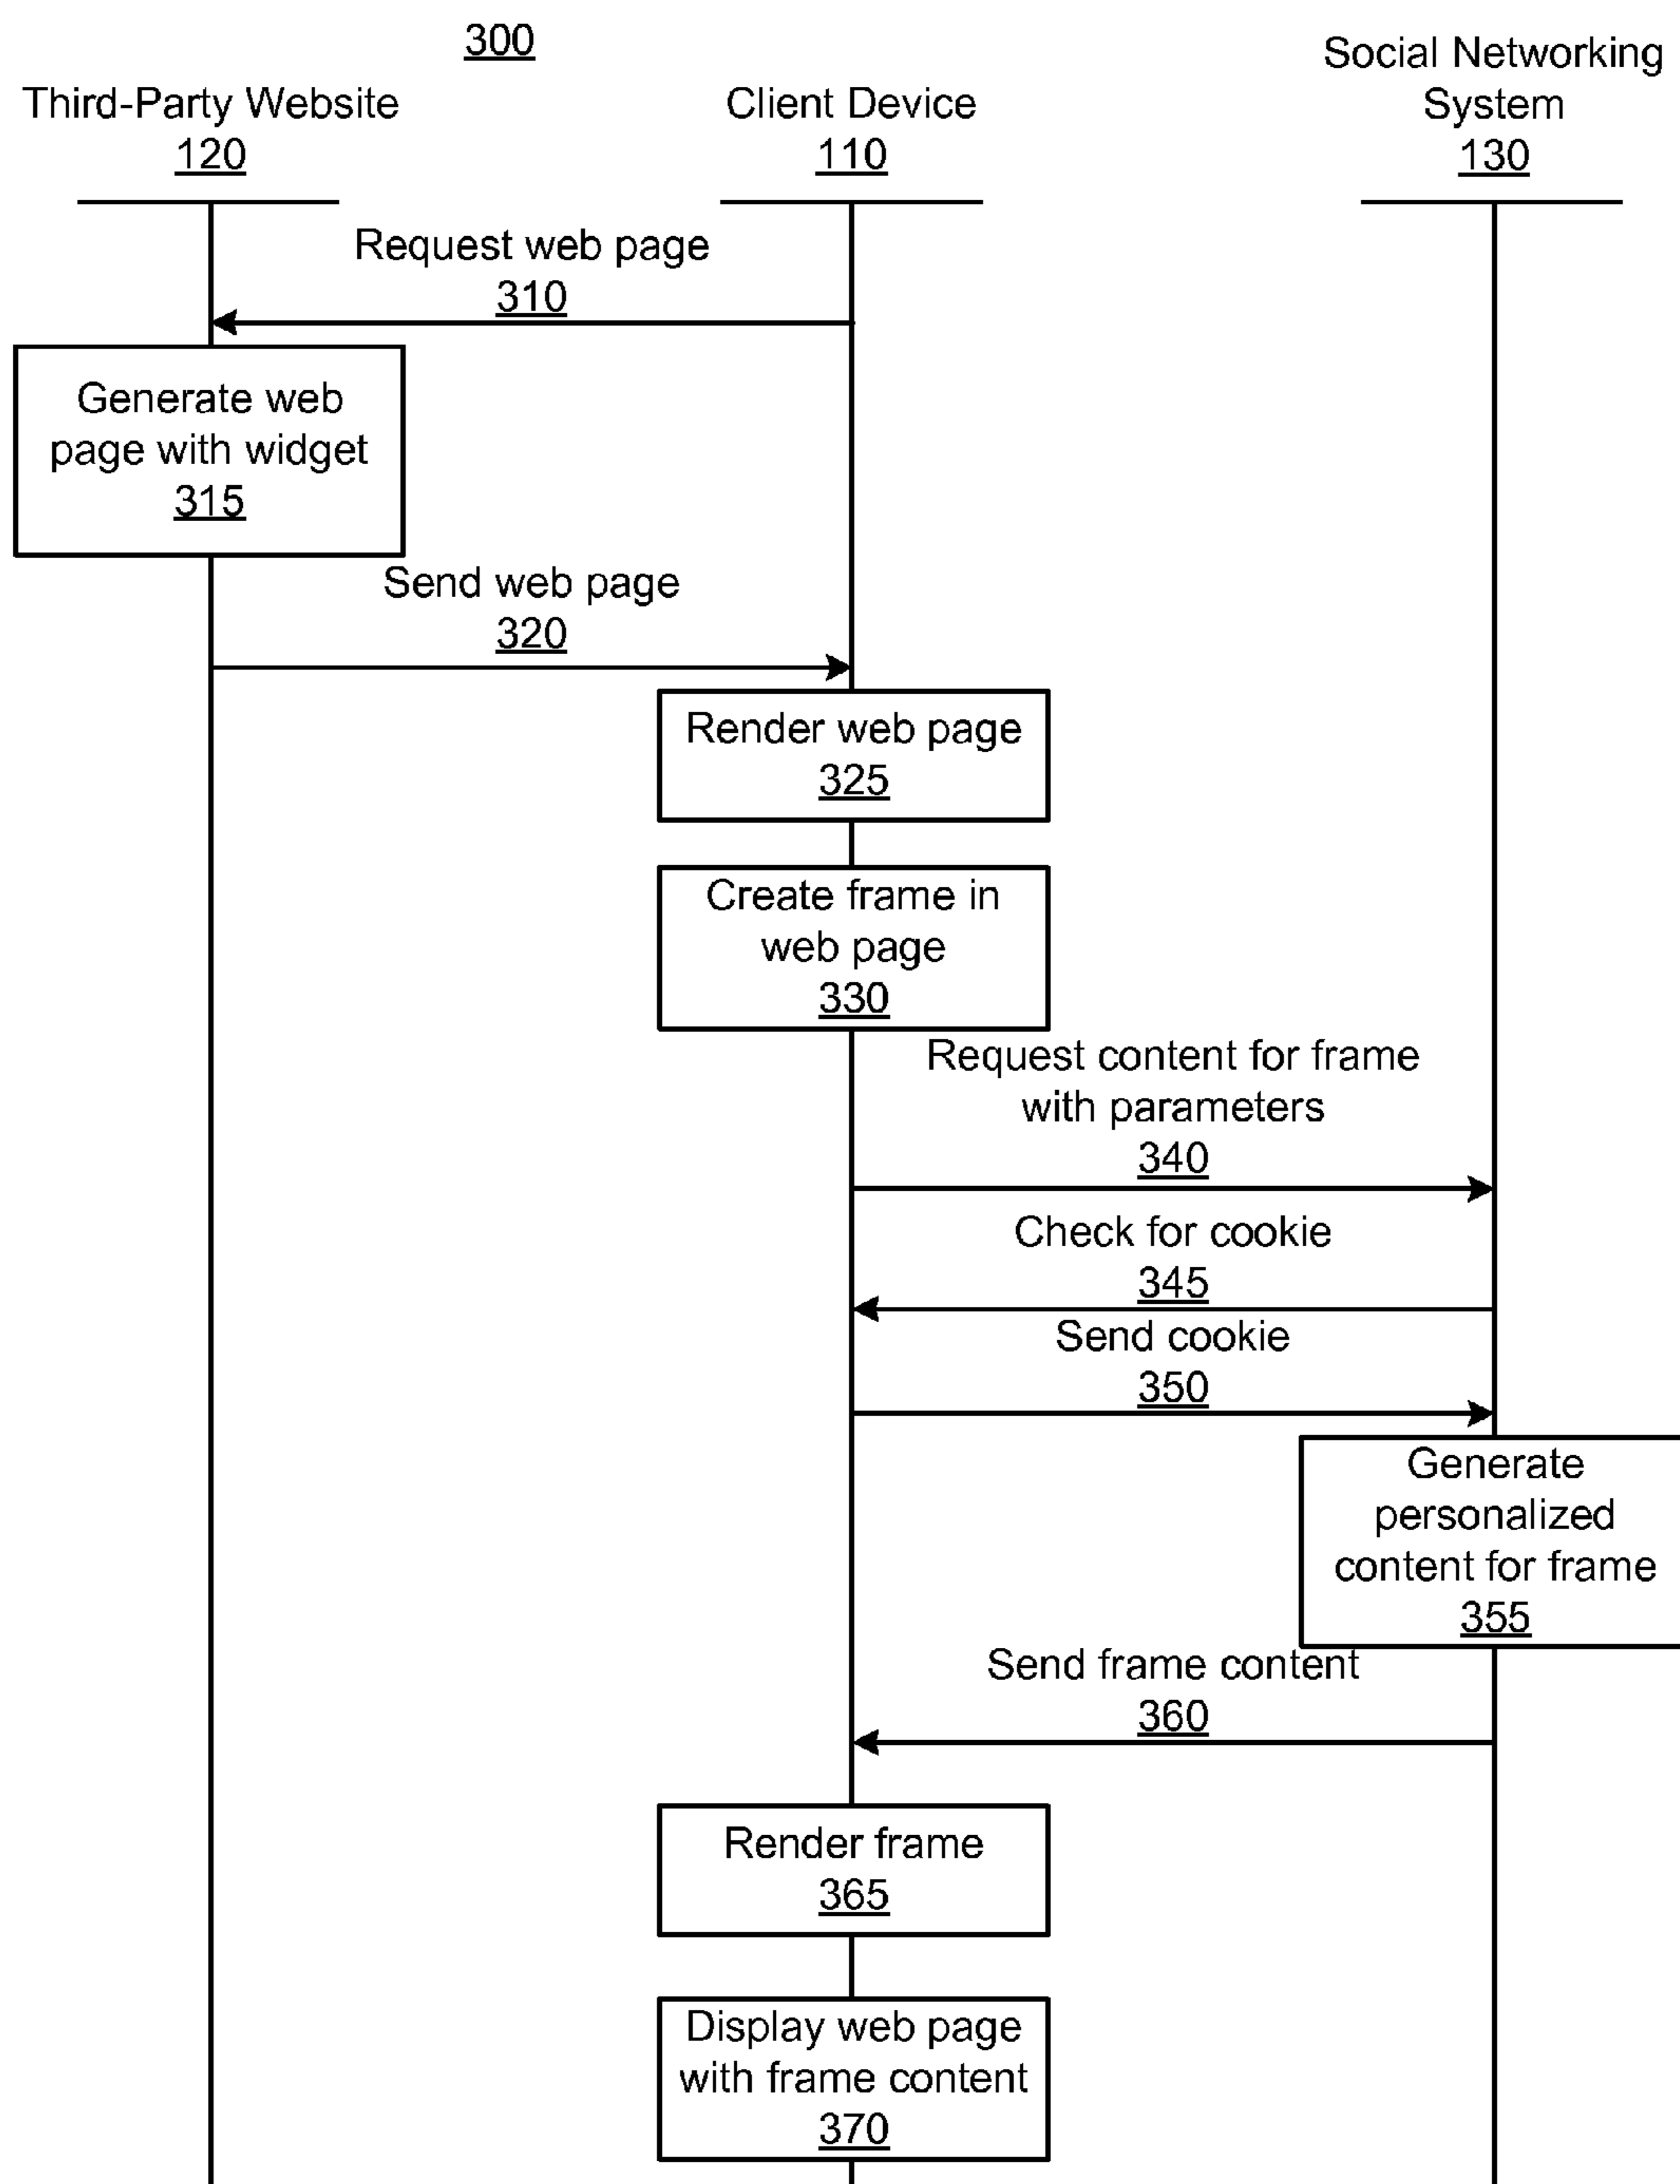 300
Third-Party Website
120
Client Device
110
Social Networking
System
130
Request web page
310
Generate web
page with widget
315
Send web page
320
Render web page
325
Create frame in
web page
330
Request content for frame
with parameters
340
Check for cookie
345
Send cookie
350
Generate
personalized
content for frame
355
Send frame content
360
Render frame
365
Display web page
with frame content
370